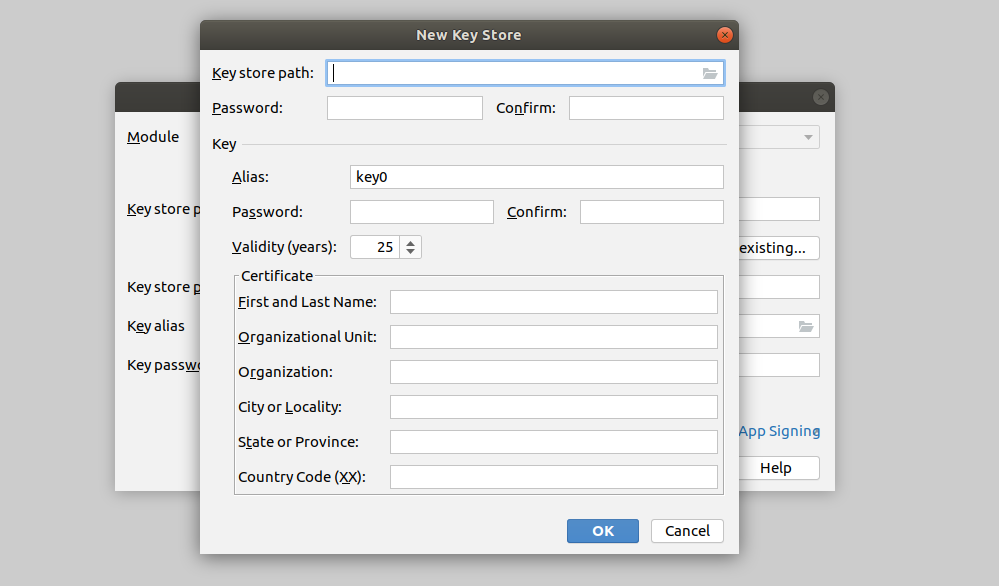 New Key Store
Key store path:
Password: Confirm:
Key
Alias: key0
Password: Confirm:
Validity (years): 25
Certificate
First and Last Name:
Organizational Unit:
Organization:
City or Locality:
State or Province:
Country Code (XX):
OK Cancel
Module
Key store
existing...
Key store
Key alias
Key
App Signing
Help